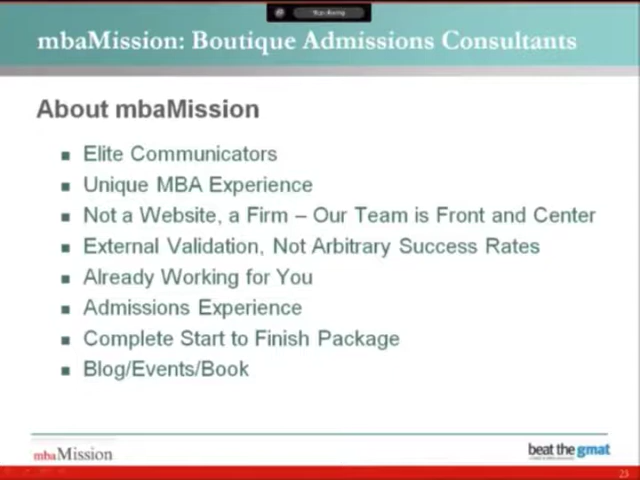 mbaMission: Boutique Admissions Consultants
About mbaMission
Elite Communicators
Unique MBA Experience
Not a Website, a Firm – Our Team is Front and Center
External Validation, Not Arbitrary Success Rates
Already Working for You
Admissions Experience
Complete Start to Finish Package
Blog/Events/Book
mbaMission
beat the gmat
23